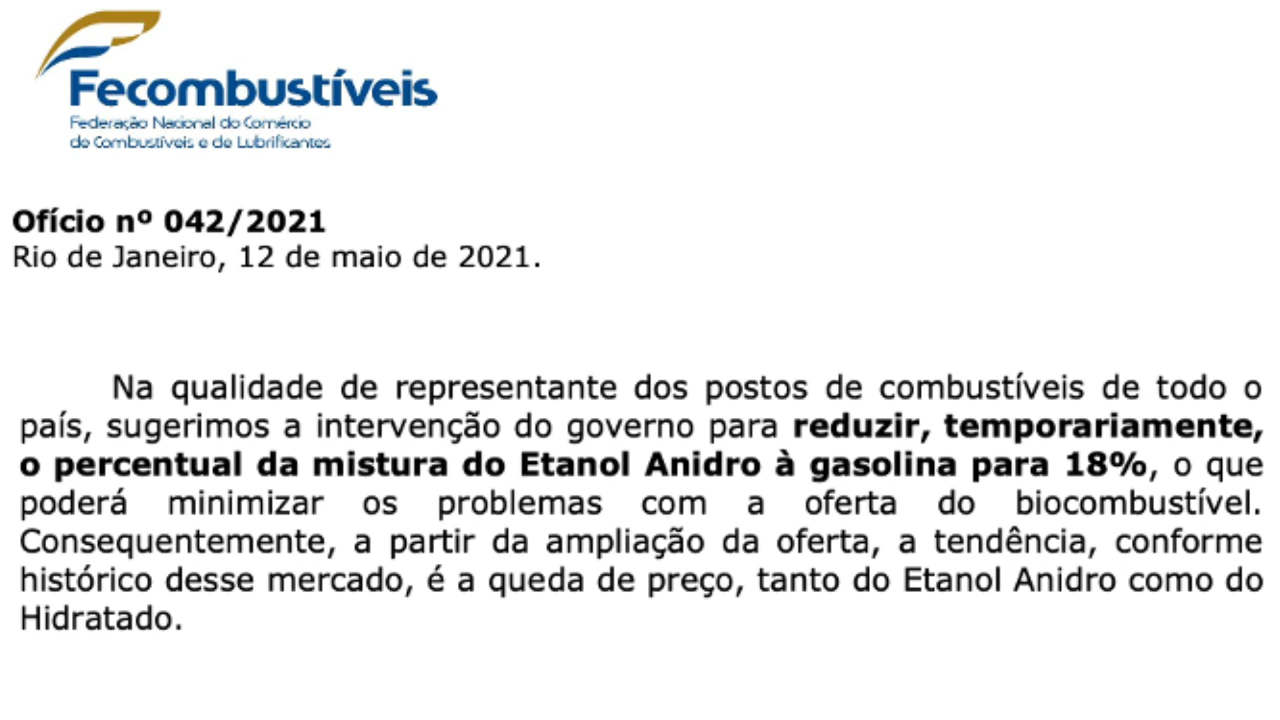 Fecombustíveis
Federação Nacional do Comércio
de Combustíveis e de Lubrificantes
Ofício nº 042/2021
Rio de Janeiro, 12 de maio de 2021.
Na qualidade de representante dos postos de combustíveis de todo o
país, sugerimos a intervenção do governo para reduzir, temporariamente,
o percentual da mistura do Etanol Anidro à gasolina para 18%, o que
poderá minimizar os problemas com a oferta do biocombustível.
Consequentemente, a partir da ampliação da oferta, a tendência, conforme
histórico desse mercado, é a queda de preço, tanto do Etanol Anidro como do
Hidratado.